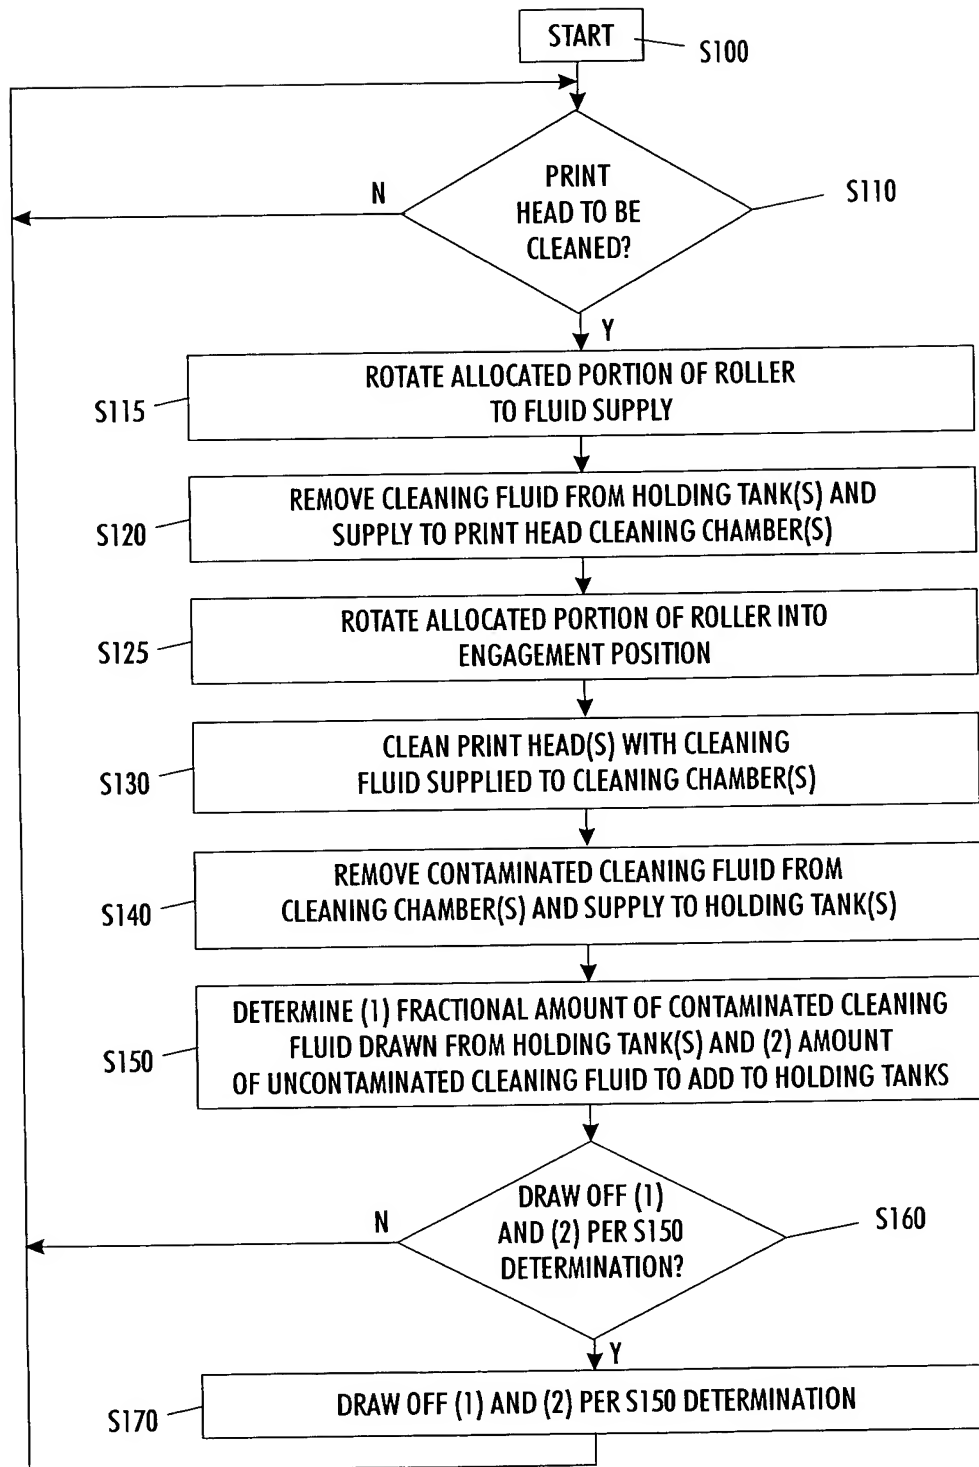 START
S100
PRINT
HEAD TO BE
CLEANED?
N
S110
Y
ROTATE ALLOCATED PORTION OF ROLLER
TO FLUID SUPPLY
S115
REMOVE CLEANING FLUID FROM HOLDING TANK(S) AND
SUPPLY TO PRINT HEAD CLEANING CHAMBER(S)
S120
ROTATE ALLOCATED PORTION OF ROLLER INTO
ENGAGEMENT POSITION
S125
CLEAN PRINT HEAD(S) WITH CLEANING
FLUID SUPPLIED TO CLEANING CHAMBER(S)
S130
REMOVE CONTAMINATED CLEANING FLUID FROM
CLEANING CHAMBER(S) AND SUPPLY TO HOLDING TANK(S)
S140
DETERMINE (1) FRACTIONAL AMOUNT OF CONTAMINATED CLEANING
FLUID DRAWN FROM HOLDING TANK(S) AND (2) AMOUNT
OF UNCONTAMINATED CLEANING FLUID TO ADD TO HOLDING TANKS
S150
DRAW OFF (1)
AND (2) PER S150
DETERMINATION?
N
S160
Y
DRAW OFF (1) AND (2) PER S150 DETERMINATION
S170